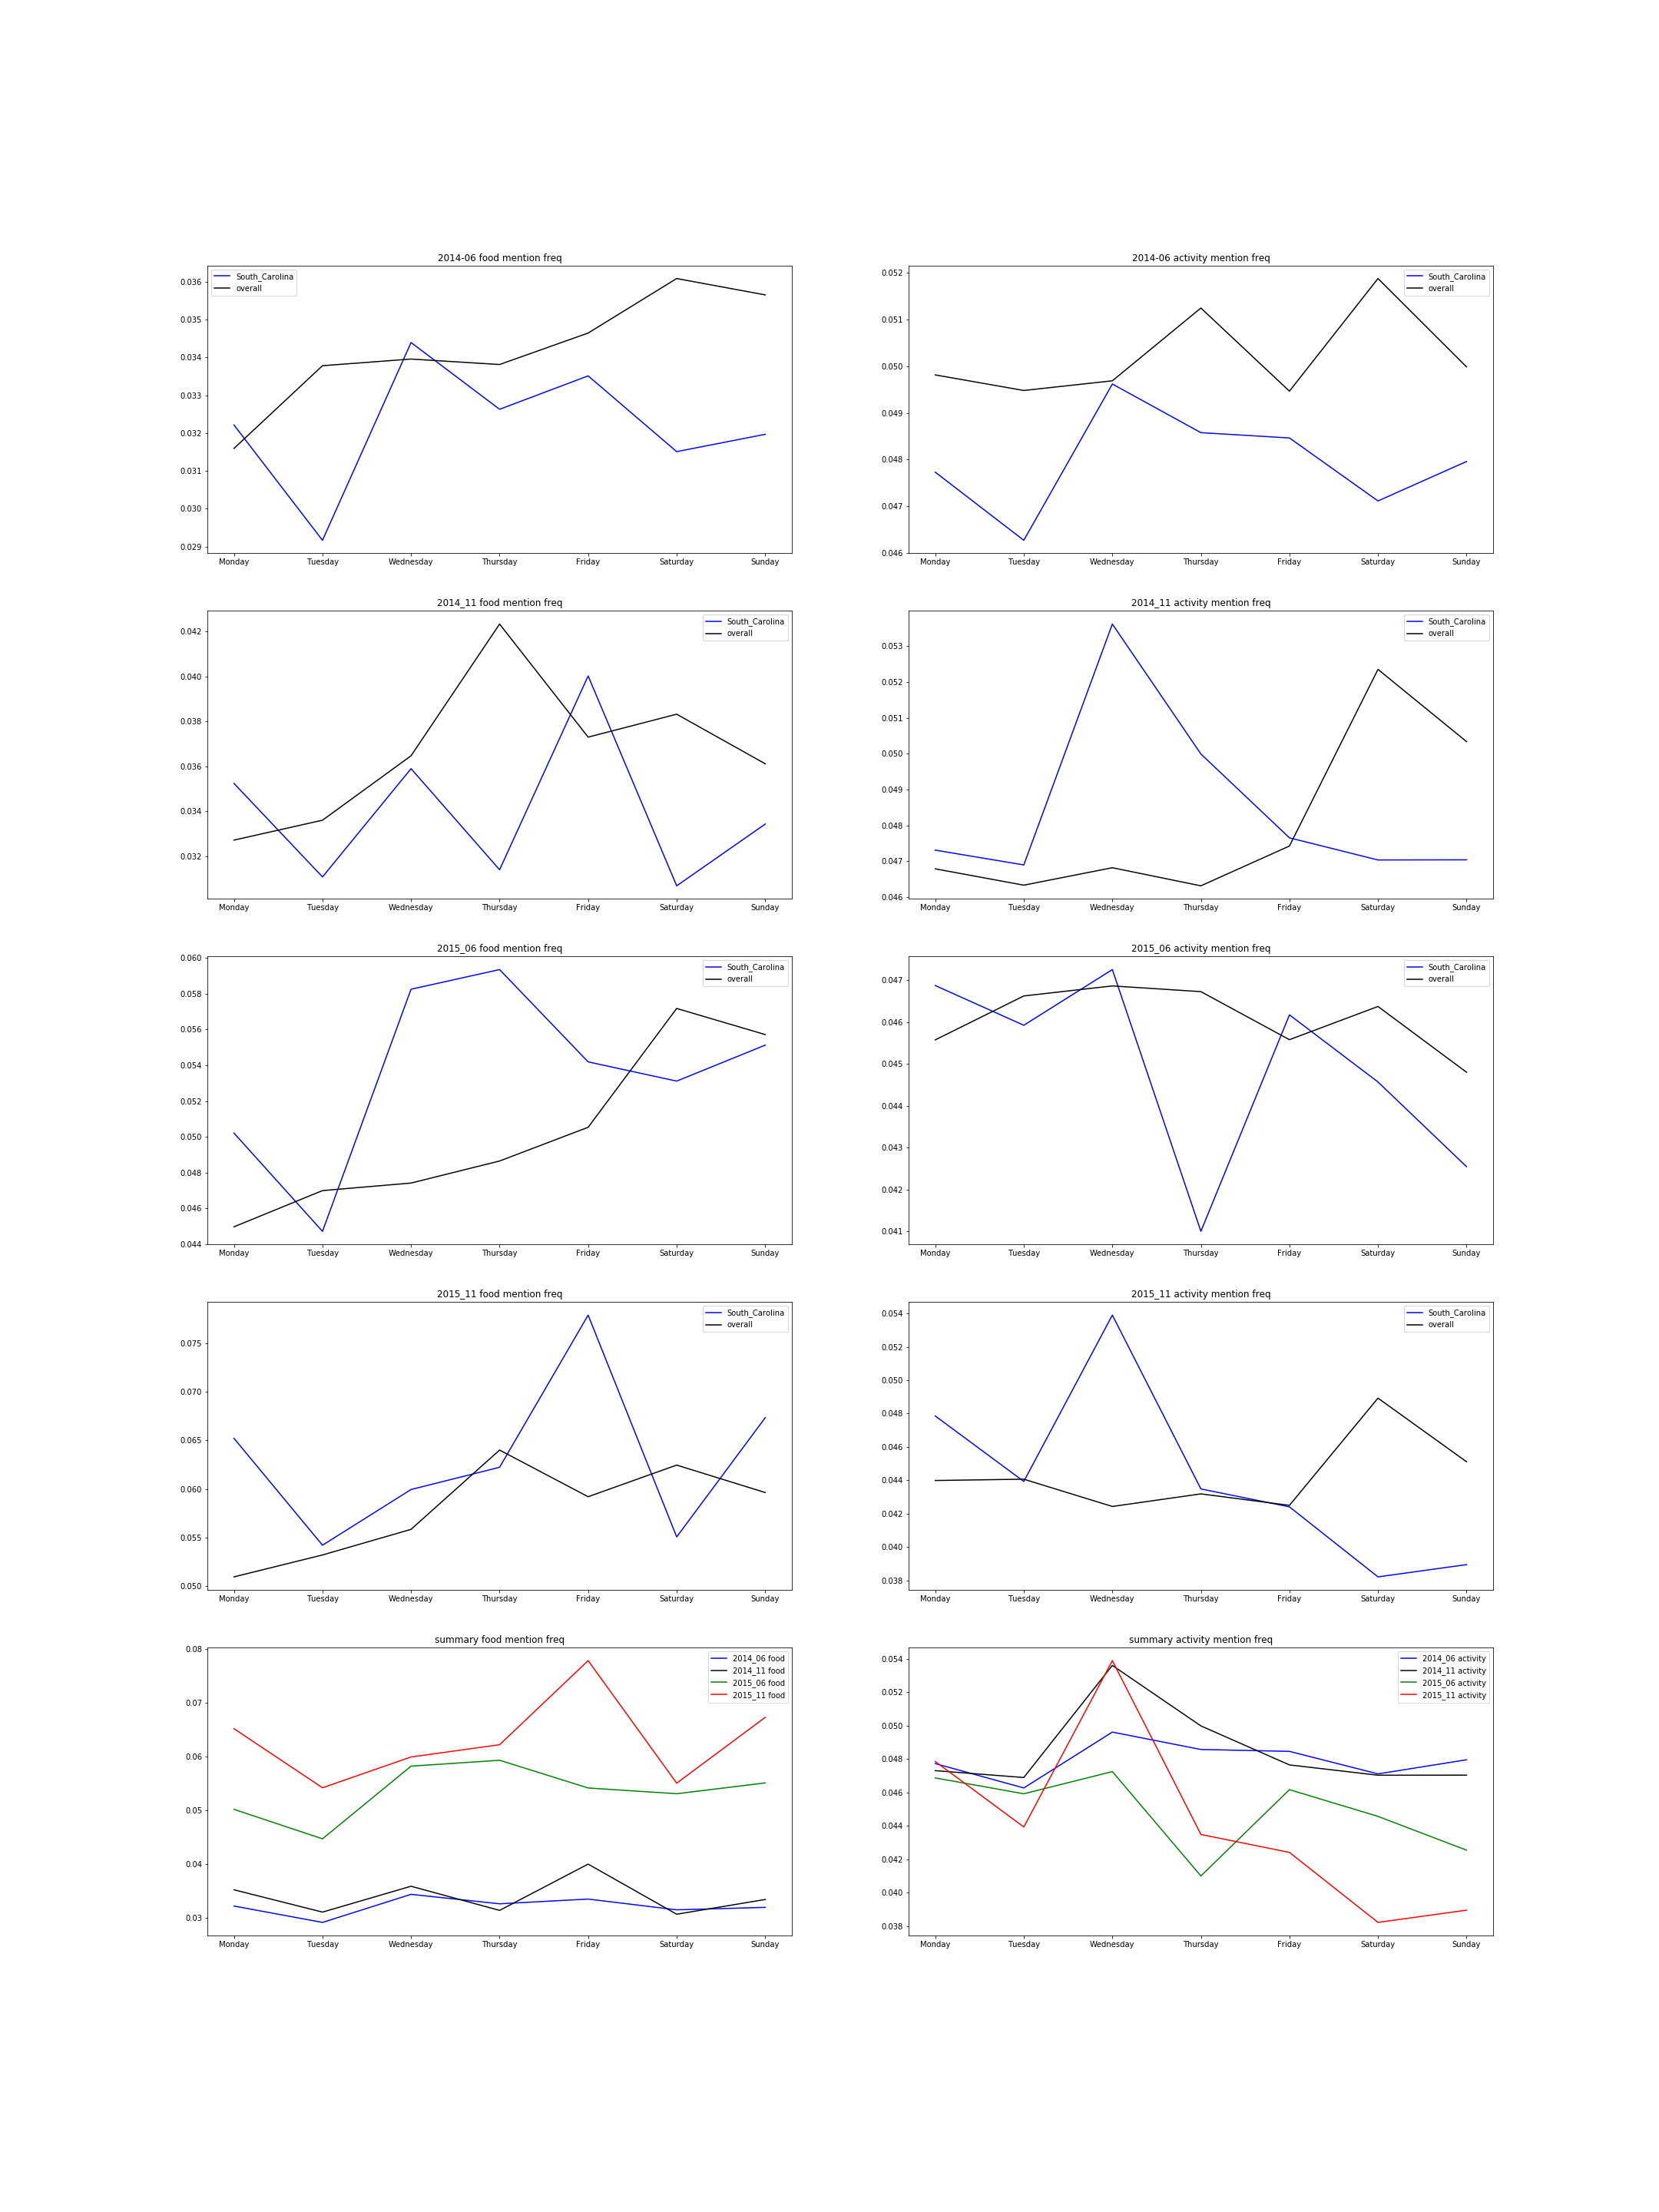 2014-06 food mention freq
South_Carolina
overall
0.036
0.035
0.034
0.033
0.032
0.031
0.030
0.029
Monday Tuesday Wednesday Thursday Friday Saturday Sunday
2014-06 activity mention freq
South_Carolina
overall
0.052
0.051
0.050
0.049
0.048
0.047
0.046
Monday Tuesday Wednesday Thursday Friday Saturday Sunday
2014_11 food mention freq
South_Carolina
overall
0.042
0.040
0.038
0.036
0.034
0.032
Monday Tuesday Wednesday Thursday Friday Saturday Sunday
2014_11 activity mention freq
South_Carolina
overall
0.053
0.052
0.051
0.050
0.049
0.048
0.047
0.046
Monday Tuesday Wednesday Thursday Friday Saturday Sunday
2015_06 food mention freq
South_Carolina
overall
0.060
0.058
0.056
0.054
0.052
0.050
0.048
0.046
0.044
Monday Tuesday Wednesday Thursday Friday Saturday Sunday
2015_06 activity mention freq
South_Carolina
overall
0.047
0.046
0.045
0.044
0.043
0.042
0.041
Monday Tuesday Wednesday Thursday Friday Saturday Sunday
2015_11 food mention freq
South_Carolina
overall
0.075
0.070
0.065
0.060
0.055
0.050
Monday Tuesday Wednesday Thursday Friday Saturday Sunday
2015_11 activity mention freq
South_Carolina
overall
0.054
0.052
0.050
0.048
0.046
0.044
0.042
0.040
0.038
Monday Tuesday Wednesday Thursday Friday Saturday Sunday
summary food mention freq
2014_06 food
2014_11 food
2015_06 food
2015_11 food
0.08
0.07
0.06
0.05
0.04
0.03
Monday Tuesday Wednesday Thursday Friday Saturday Sunday
summary activity mention freq
2014_06 activity
2014_11 activity
2015_06 activity
2015_11 activity
0.054
0.052
0.050
0.048
0.046
0.044
0.042
0.040
0.038
Monday Tuesday Wednesday Thursday Friday Saturday Sunday